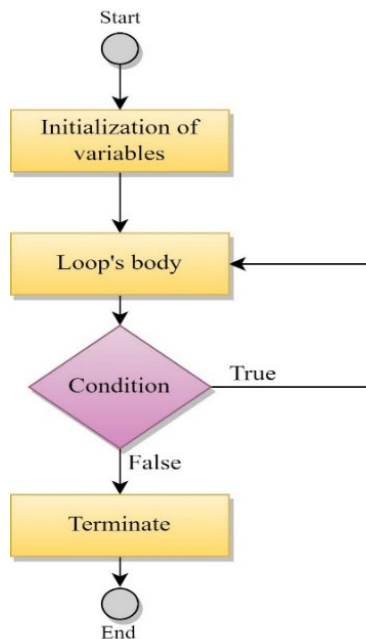 Start
Initialization of
variables
Loop's body
Condition
True
False
Terminate
End